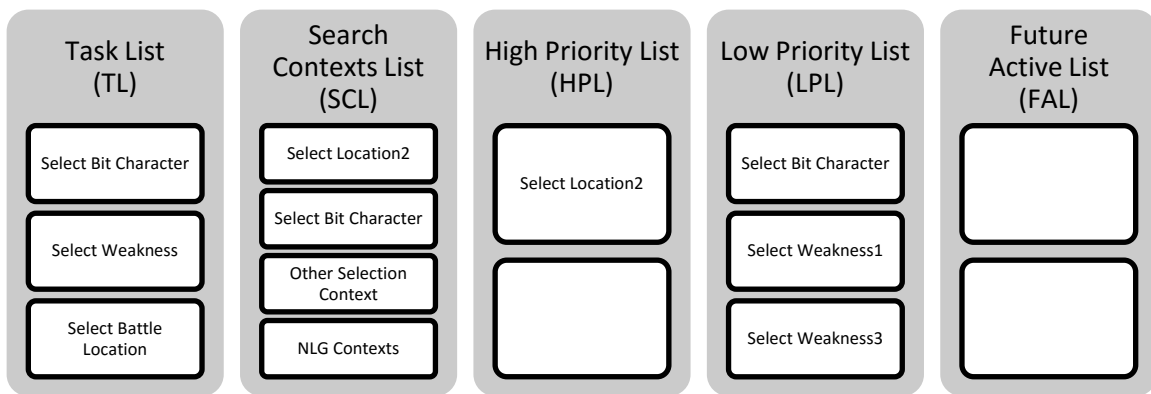 Task List
(TL)
Select Bit Character
Select Weakness
Select Battle
Location
Search
Contexts List
(SCL)
Select Location2
Select Bit Character
Other Selection
Context
NLG Contexts
High Priority List
(HPL)
Select Location2
Low Priority List
(LPL)
Select Bit Character
Select Weakness1
Select Weakness3
Future
Active List
(FAL)